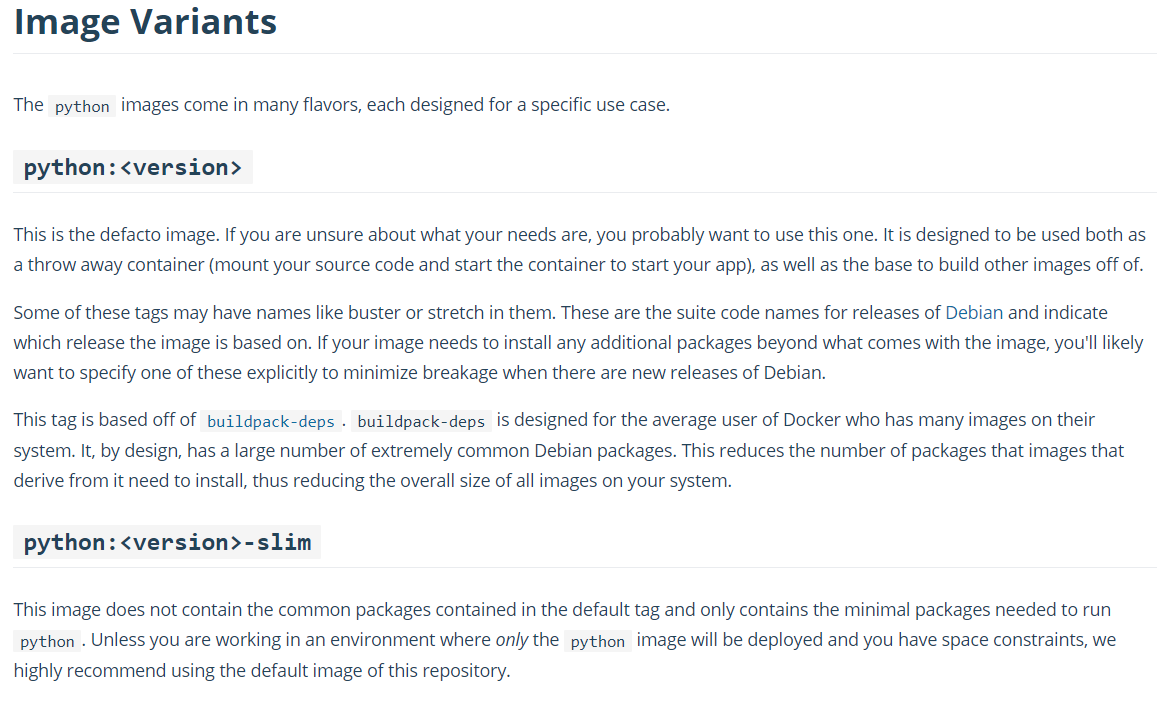 Image Variants
The python images come in many flavors, each designed for a specific use case.
python:<version>
This is the defacto image. If you are unsure about what your needs are, you probably want to use this one. It is designed to be used both as
a throw away container (mount your source code and start the container to start your app), as well as the base to build other images off of.
Some of these tags may have names like buster or stretch in them. These are the suite code names for releases of Debian and indicate
which release the image is based on. If your image needs to install any additional packages beyond what comes with the image, you'll likely
want to specify one of these explicitly to minimize breakage when there are new releases of Debian.
This tag is based off of buildpack-deps. buildpack-deps is designed for the average user of Docker who has many images on their
system. It, by design, has a large number of extremely common Debian packages. This reduces the number of packages that images that
derive from it need to install, thus reducing the overall size of all images on your system.
python:<version>-slim
This image does not contain the common packages contained in the default tag and only contains the minimal packages needed to run
python. Unless you are working in an environment where only the python image will be deployed and you have space constraints, we
highly recommend using the default image of this repository.